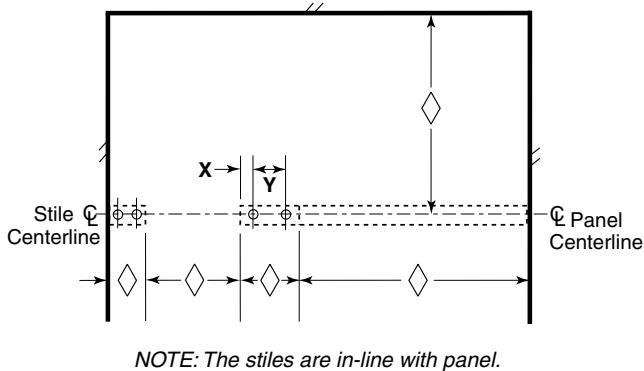 X
Y
Stile ℄
Centerline
℄ Panel
Centerline
NOTE: The stiles are in-line with panel.